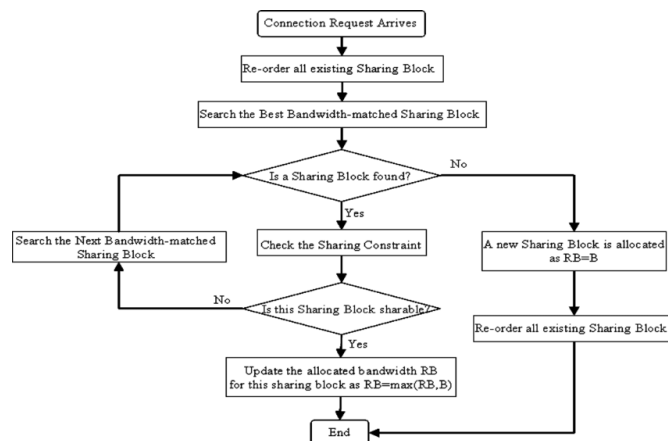 Connection Request Arrives
Re-order all existing Sharing Block
Search the Best Bandwidth-matched Sharing Block
Is a Sharing Block found?
No
Yes
Search the Next Bandwidth-matched
Sharing Block
Check the Sharing Constraint
A new Sharing Block is allocated
as RB=B
No
Is this Sharing Block sharable?
Yes
Re-order all existing Sharing Block
Update the allocated bandwidth RB
for this sharing block as RB=max(RB,B)
End